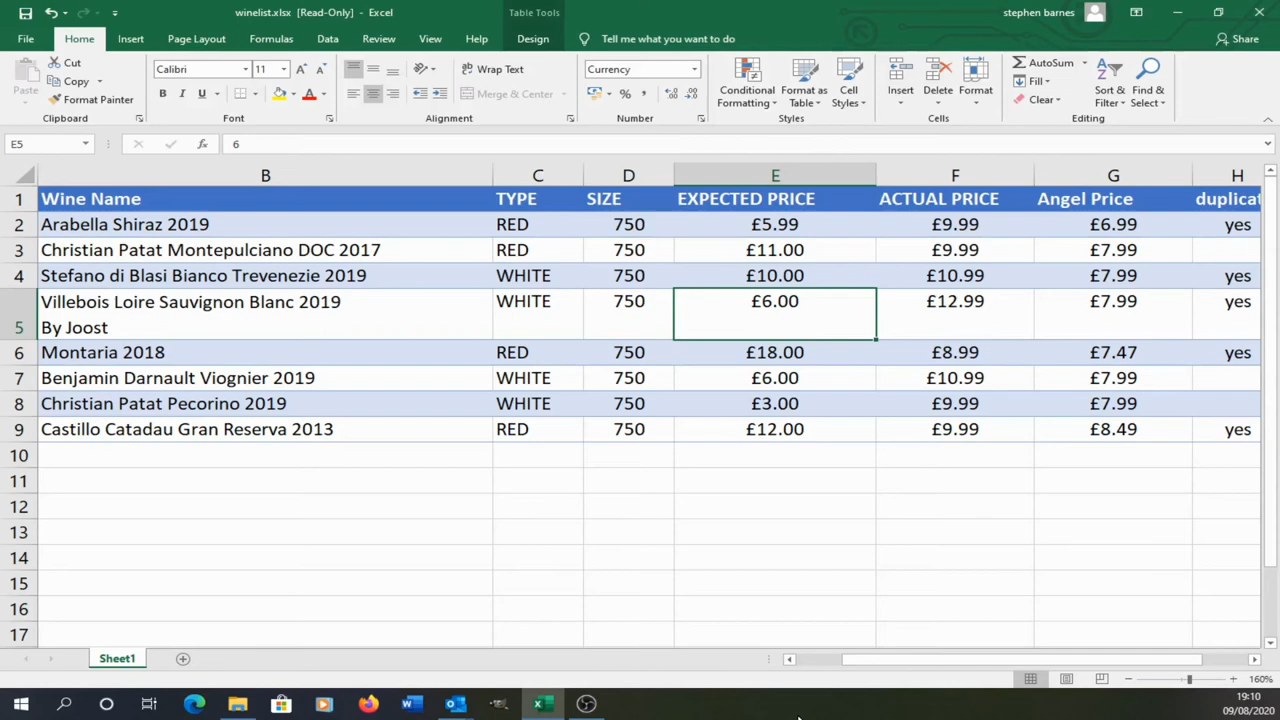 winelist.xlsx [Read-Only] - Excel
Table Tools
stephen barnes
File Home Insert Page Layout Formulas Data Review View Help Design Tell me what you want to do Share
Paste
Cut
Copy
Format Painter
Clipboard
Calibri 11
B I U A
Font
Wrap Text
Merge & Center
Alignment
Currency
%
Number
Conditional Formatting
Format as Table
Cell Styles
Styles
Insert
Delete
Format
Cells
AutoSum
Fill
Clear
Sort & Filter
Find & Select
Editing
E5 fx 6
B C D E F G H
1 Wine Name TYPE SIZE EXPECTED PRICE ACTUAL PRICE Angel Price duplicat
2 Arabella Shiraz 2019 RED 750 £5.99 £9.99 £6.99 yes
3 Christian Patat Montepulciano DOC 2017 RED 750 £11.00 £9.99 £7.99
4 Stefano di Blasi Bianco Trevenezie 2019 WHITE 750 £10.00 £10.99 £7.99 yes
Villebois Loire Sauvignon Blanc 2019 WHITE 750 £6.00 £12.99 £7.99 yes
5 By Joost
6 Montaria 2018 RED 750 £18.00 £8.99 £7.47 yes
7 Benjamin Darnault Viognier 2019 WHITE 750 £6.00 £10.99 £7.99
8 Christian Patat Pecorino 2019 WHITE 750 £3.00 £9.99 £7.99
9 Castillo Catadau Gran Reserva 2013 RED 750 £12.00 £9.99 £8.49 yes
10
11
12
13
14
15
16
17
Sheet1
160%
19:10
09/08/2020